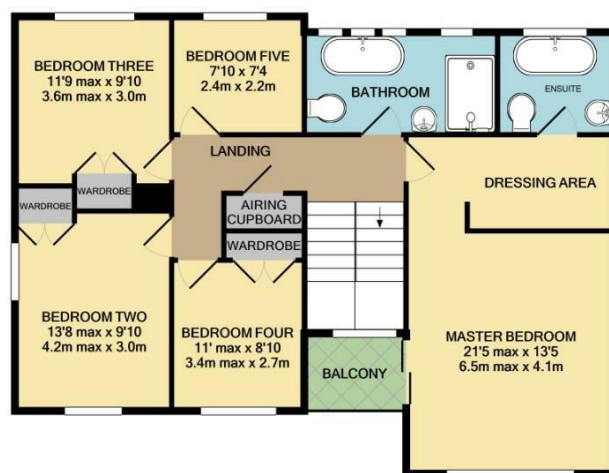 BEDROOM THREE
11'9 max x 9'10
3.6m max x 3.0m
BEDROOM FIVE
7'10 x 7'4
2.4m x 2.2m
BATHROOM
ENSUITE
LANDING
DRESSING AREA
WARDROBE
WARDROBE
AIRING
CUPBOARD
WARDROBE
BEDROOM TWO
13'8 max x 9'10
4.2m max x 3.0m
BEDROOM FOUR
11' max x 8'10
3.4m max x 2.7m
BALCONY
MASTER BEDROOM
21'5 max x 13'5
6.5m max x 4.1m